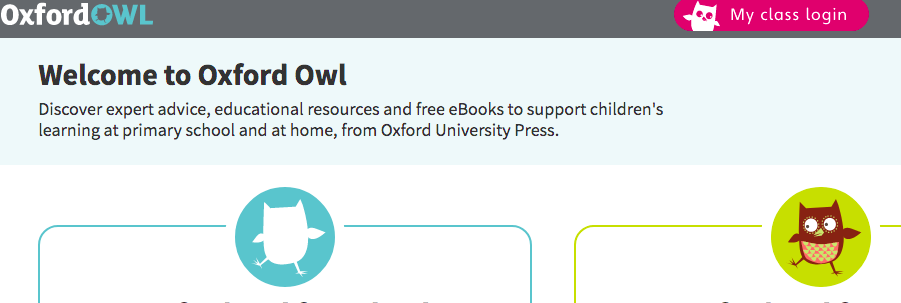 OxfordOWL
My class login
Welcome to Oxford Owl
Discover expert advice, educational resources and free eBooks to support children's
learning at primary school and at home, from Oxford University Press.